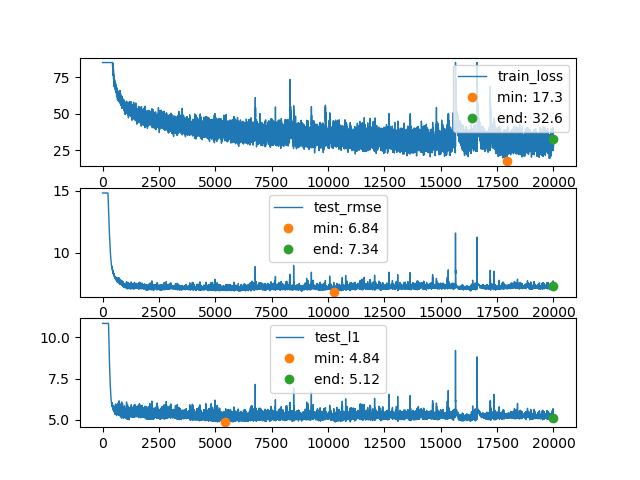 75
50
25
train_loss
min: 17.3
end: 32.6
0 2500 5000 7500 10000 12500 15000 17500 20000
15
10
test_rmse
min: 6.84
end: 7.34
0 2500 5000 7500 10000 12500 15000 17500 20000
10.0
7.5
5.0
test_l1
min: 4.84
end: 5.12
0 2500 5000 7500 10000 12500 15000 17500 20000